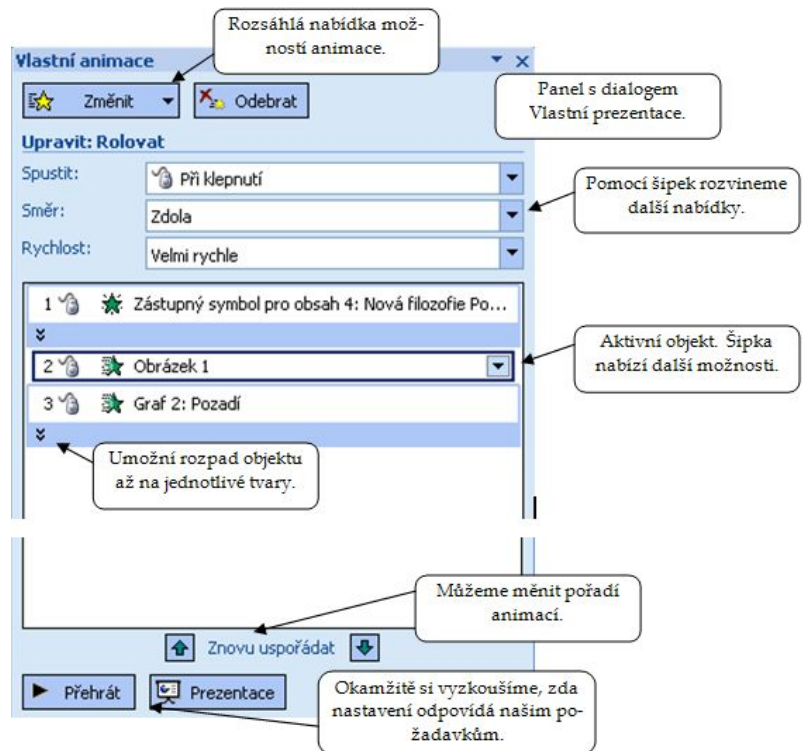 Rozsáhlá nabídka mož-
ností animace.
Vlastní animace
Změnit
Odebrat
Panel s dialogem
Vlastní prezentace.
Upravit: Rolovat
Spustit:
Při klepnutí
Pomocí šipek rozvineme
další nabídky.
Směr:
Zdola
Rychlost:
Velmi rychle
1 Zástupný symbol pro obsah 4: Nová filozofie Po...
2 Obrázek 1
Aktivní objekt. Šipka
nabízí další možnosti.
3 Graf 2: Pozadí
Umožní rozpad objektu
až na jednotlivé tvary.
Můžeme měnit pořadí
animací.
Znovu uspořádat
Přehrát
Prezentace
Okamžitě si vyzkoušíme, zda
nastavení odpovídá našim po-
žadavkům.